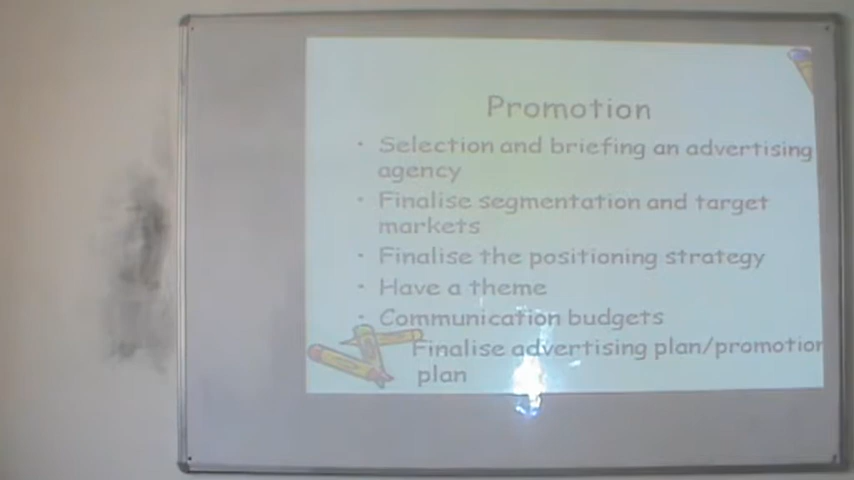 Promotion
• Selection and briefing an advertising
agency
• Finalise segmentation and target
markets
• Finalise the positioning strategy
• Have a theme
• Communication budgets
Finalise advertising plan/promotion
plan